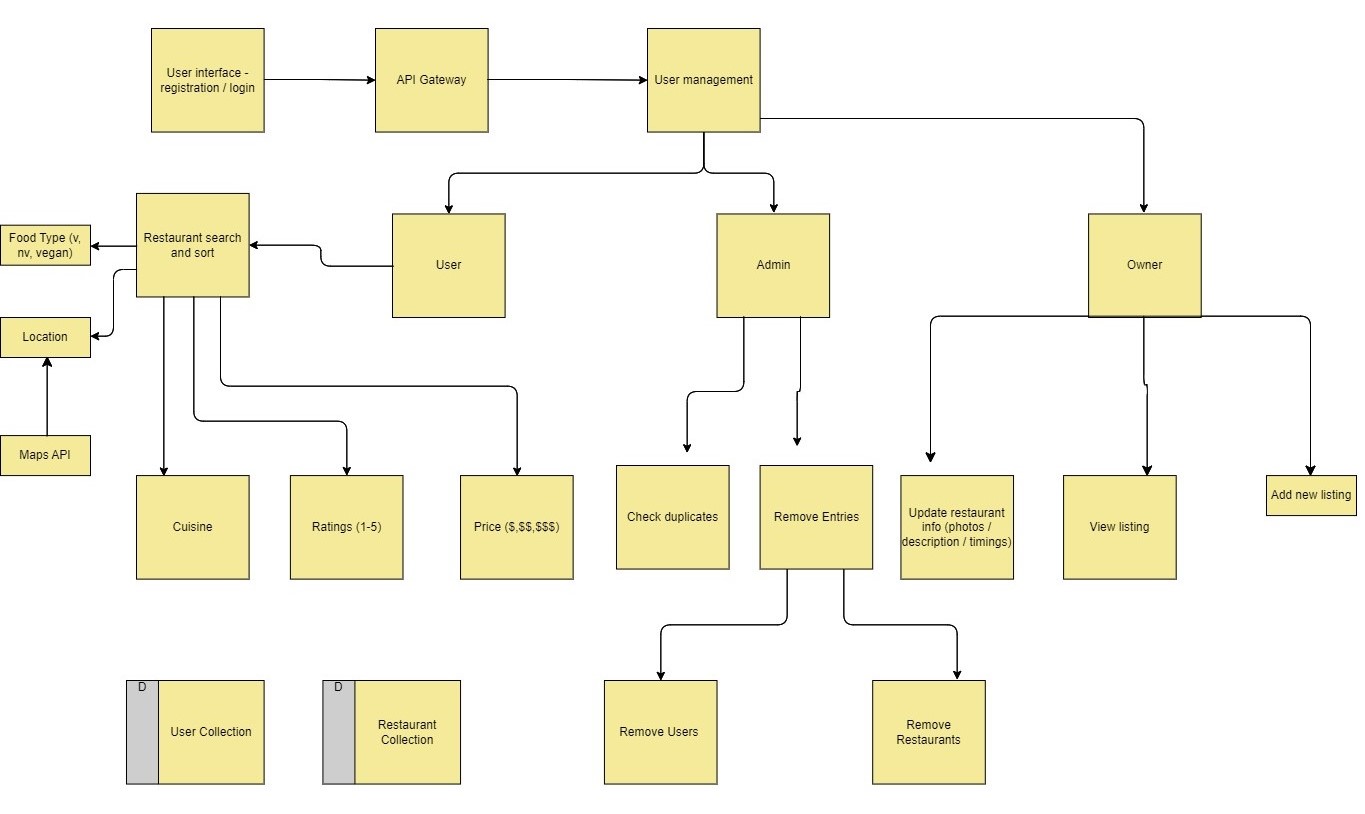 User interface -
registration / login
API Gateway
User management
Food Type (v,
nv, vegan)
Restaurant search
and sort
User
Admin
Owner
Location
Maps API
Cuisine
Ratings (1-5)
Price ($,$$,$$$)
Check duplicates
Remove Entries
Update restaurant
info (photos /
description / timings)
View listing
Add new listing
D
User Collection
D
Restaurant
Collection
Remove Users
Remove
Restaurants